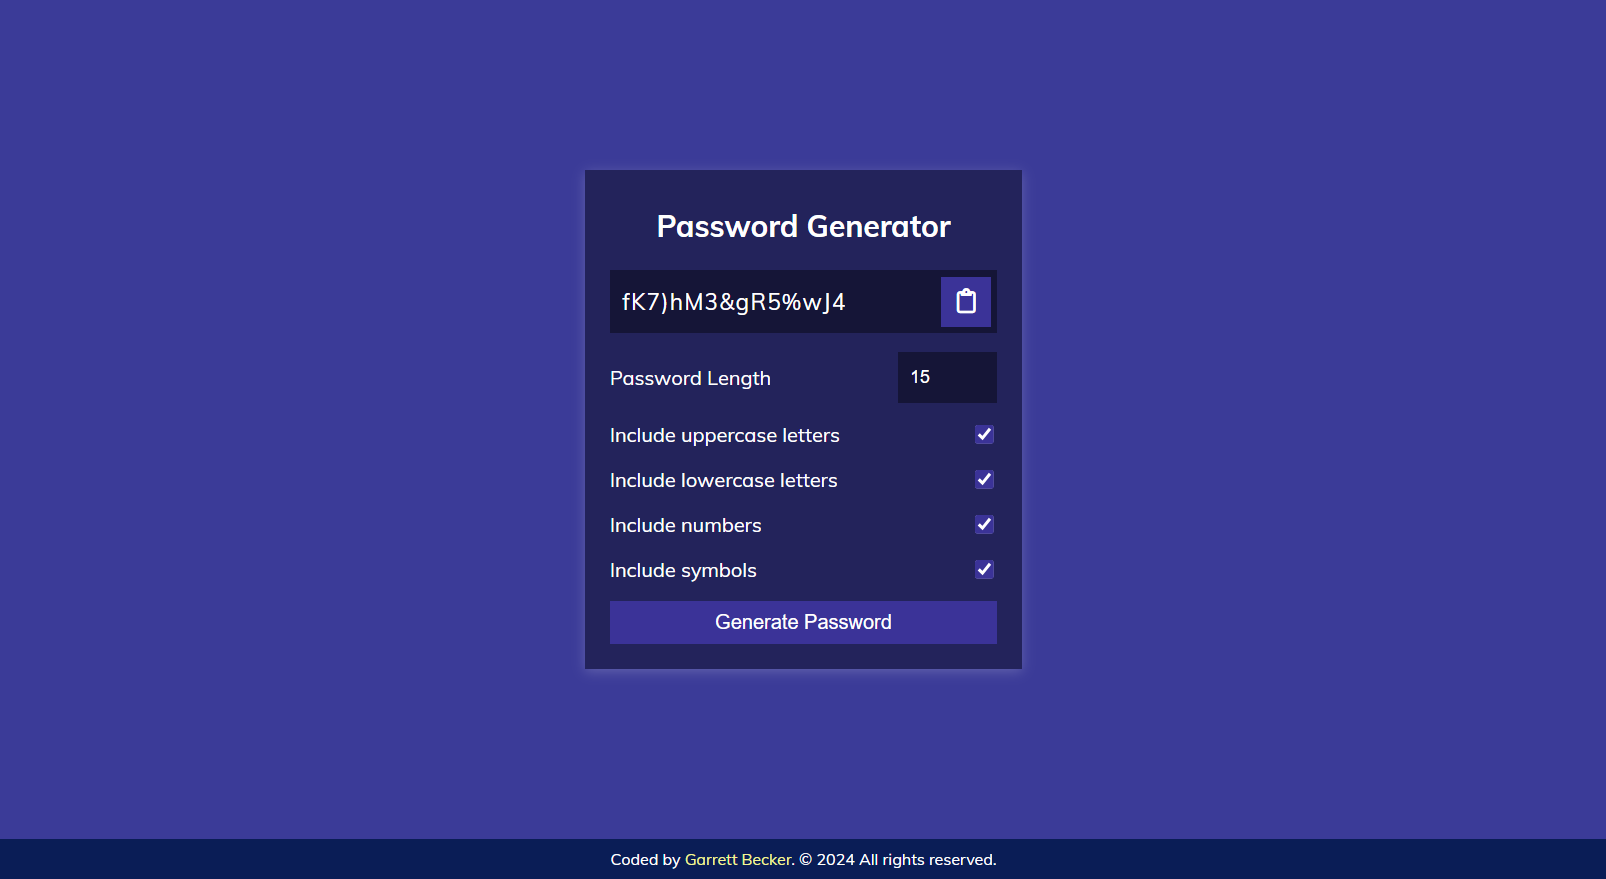 Password Generator
fK7)hM3&gR5%wJ4
Password Length
15
Include uppercase letters
Include lowercase letters
Include numbers
Include symbols
Generate Password
Coded by Garrett Becker. © 2024 All rights reserved.